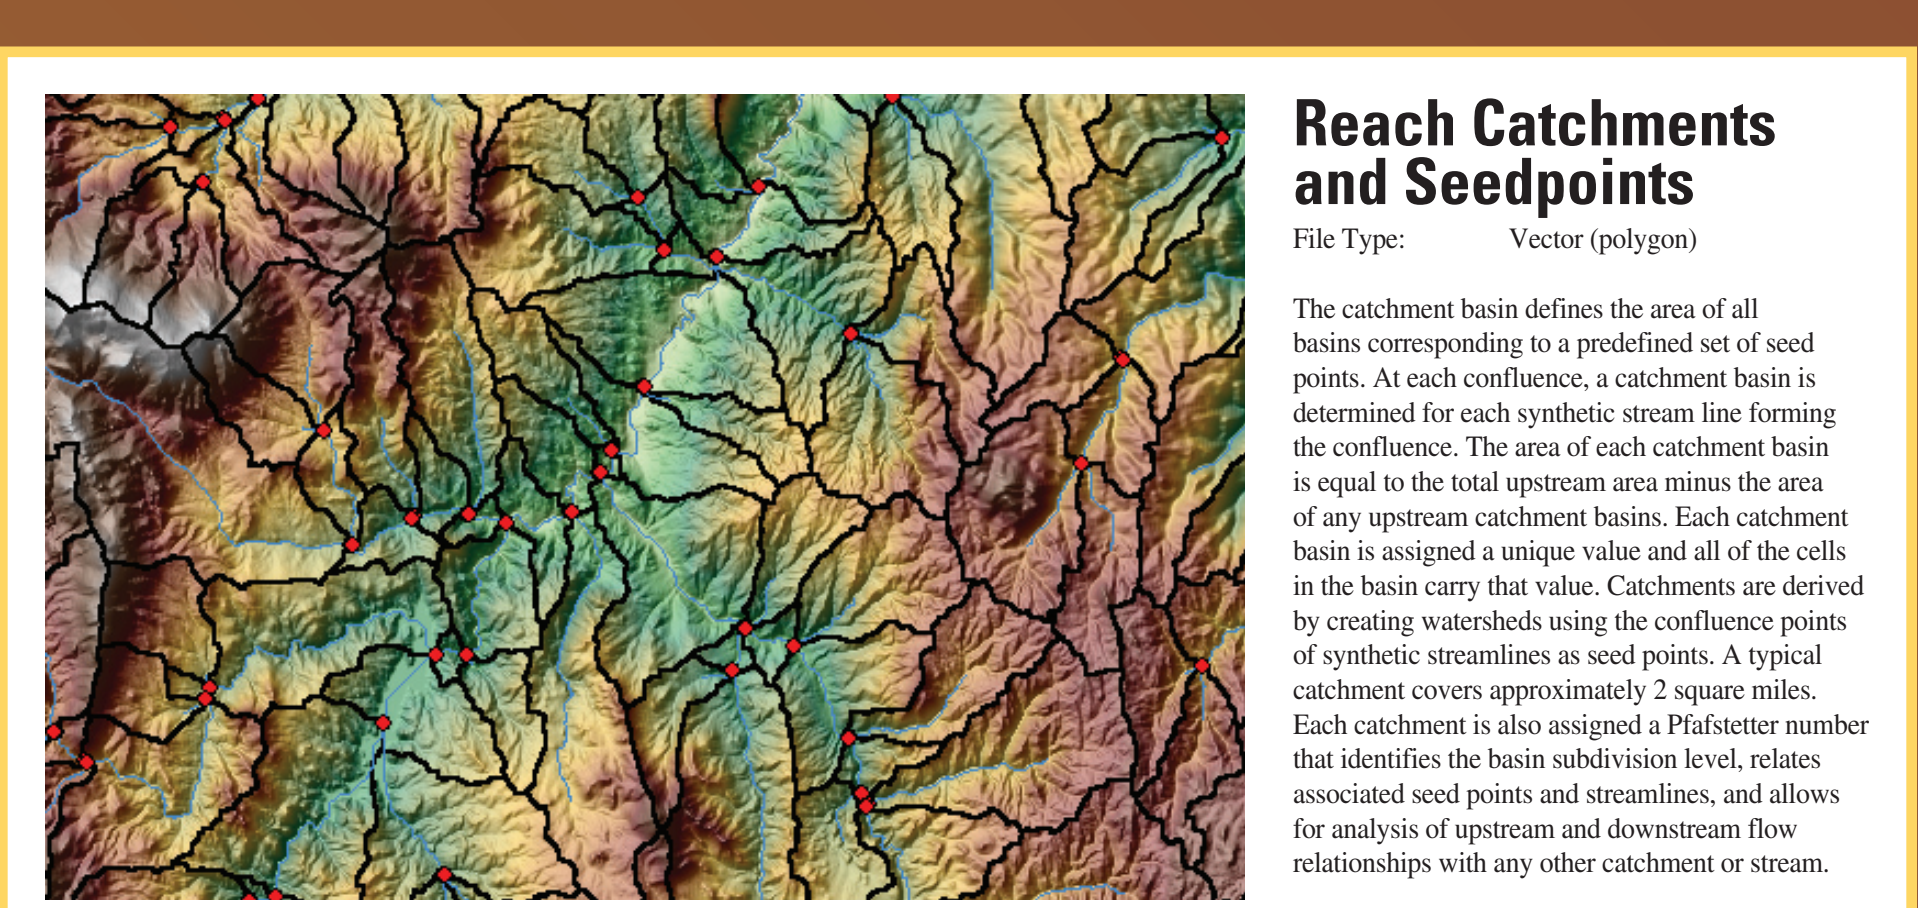 Reach Catchments
and Seedpoints
File Type: Vector (polygon)
The catchment basin defines the area of all
basins corresponding to a predefined set of seed
points. At each confluence, a catchment basin is
determined for each synthetic stream line forming
the confluence. The area of each catchment basin
is equal to the total upstream area minus the area
of any upstream catchment basins. Each catchment
basin is assigned a unique value and all of the cells
in the basin carry that value. Catchments are derived
by creating watersheds using the confluence points
of synthetic streamlines as seed points. A typical
catchment covers approximately 2 square miles.
Each catchment is also assigned a Pfafstetter number
that identifies the basin subdivision level, relates
associated seed points and streamlines, and allows
for analysis of upstream and downstream flow
relationships with any other catchment or stream.